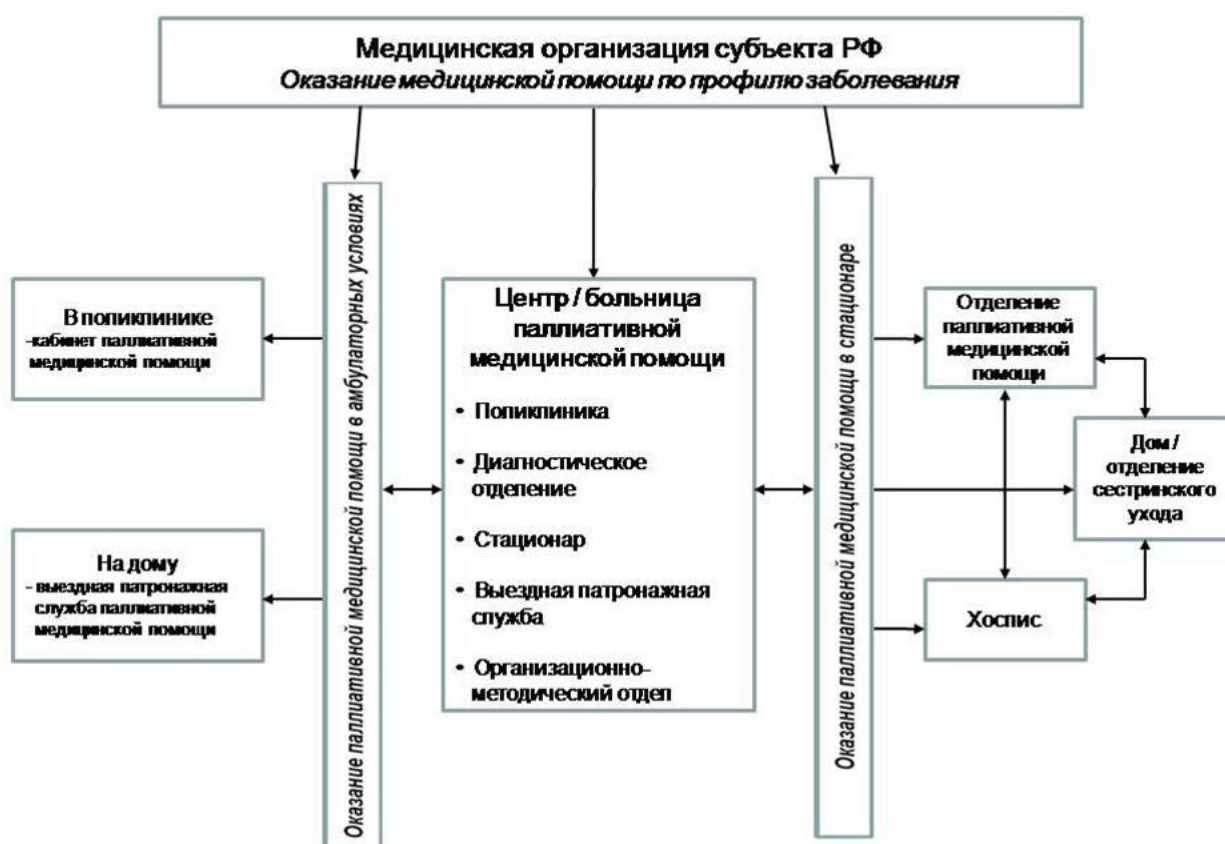 Медицинская организация субъекта РФ
Оказание медицинской помощи по профилю заболевания
Оказание паллиативной медицинской помощи в амбулаторных условиях
В поликлинике
-кабинет паллиативной
медицинской помощи
На дому
- выездная патронажная
служба паллиативной
медицинской помощи
Центр / больница
паллиативной
медицинской помощи
• Поликлиника
• Диагностическое
отделение
• Стационар
• Выездная патронажная
служба
• Организационно-
методический отдел
Оказание паллиативной медицинской помощи в стационаре
Отделение
паллиативной
медицинской
помощи
Дом /
отделение
сестринского
ухода
Хоспис